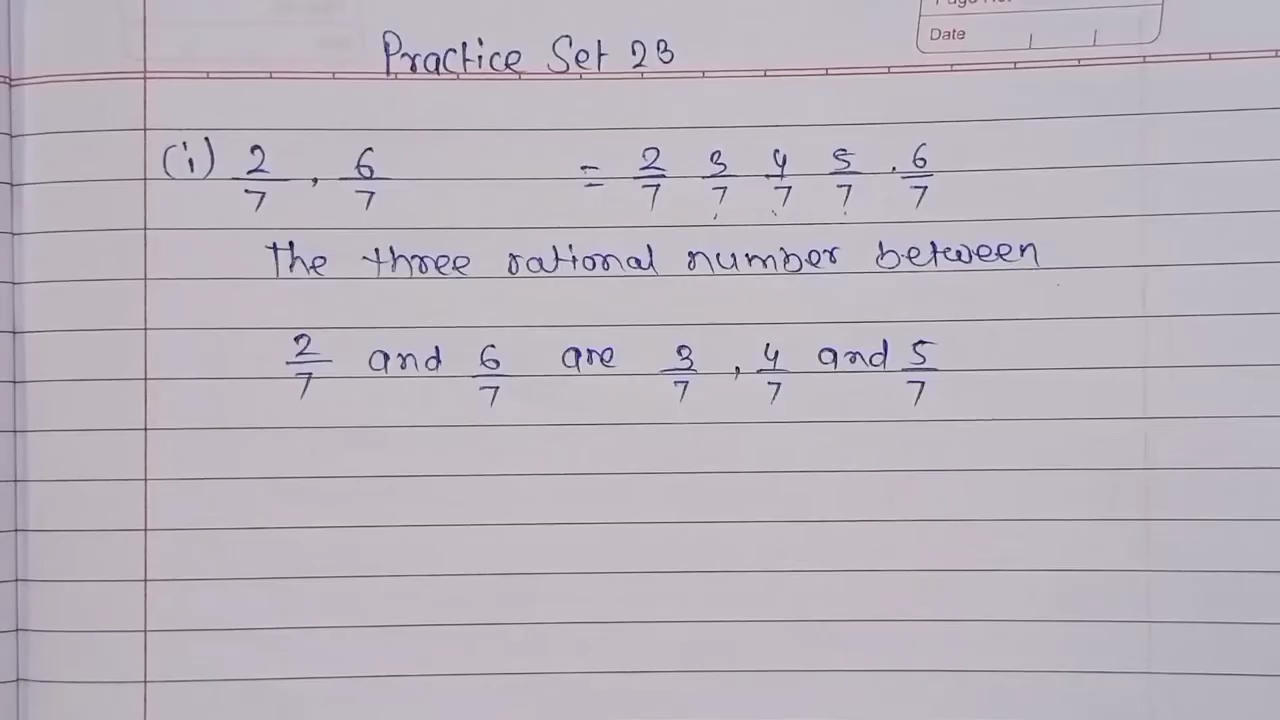 Date
Practice Set 2B
(i) 2/7, 6/7 = 2/7 3/7 4/7 5/7 . 6/7
The three rational number between
2/7 and 6/7 are 3/7, 4/7 and 5/7